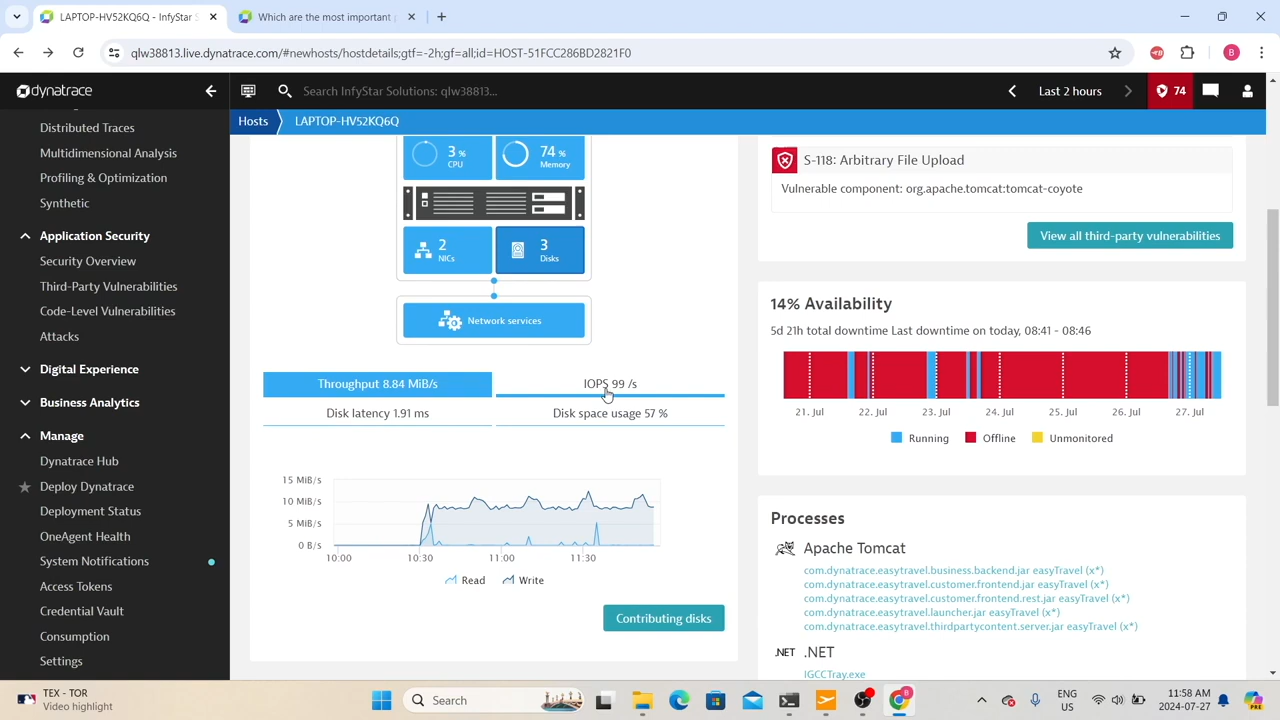 LAPTOP-HV52KQ6Q - InfyStar S
Which are the most important p
qlw38813.live.dynatrace.com/#newhosts/hostdetails;gtf=-2h;gf=all;id=HOST-51FCC286BD2821F0
B
dynatrace
Search InfyStar Solutions: qlw38813...
Last 2 hours
74
Hosts
LAPTOP-HV52KQ6Q
Distributed Traces
Multidimensional Analysis
Profiling & Optimization
Synthetic
Application Security
Security Overview
Third-Party Vulnerabilities
Code-Level Vulnerabilities
Attacks
Digital Experience
Business Analytics
Manage
Dynatrace Hub
Deploy Dynatrace
Deployment Status
OneAgent Health
System Notifications
Access Tokens
Credential Vault
Consumption
Settings
3 %
CPU
74 %
Memory
2
NICs
3
Disks
Network services
Throughput 8.84 MiB/s
IOPS 99 /s
Disk latency 1.91 ms
Disk space usage 57 %
15 MiB/s
10 MiB/s
5 MiB/s
0 B/s
10:00
10:30
11:00
11:30
Read
Write
Contributing disks
S-118: Arbitrary File Upload
Vulnerable component: org.apache.tomcat:tomcat-coyote
View all third-party vulnerabilities
14% Availability
5d 21h total downtime Last downtime on today, 08:41 - 08:46
21. Jul
22. Jul
23. Jul
24. Jul
25. Jul
26. Jul
27. Jul
Running
Offline
Unmonitored
Processes
Apache Tomcat
com.dynatrace.easytravel.business.backend.jar easyTravel (x*)
com.dynatrace.easytravel.customer.frontend.jar easyTravel (x*)
com.dynatrace.easytravel.customer.frontend.rest.jar easyTravel (x*)
com.dynatrace.easytravel.launcher.jar easyTravel (x*)
com.dynatrace.easytravel.thirdpartycontent.server.jar easyTravel (x*)
.NET
.NET
IGCCTray.exe
TEX - TOR
Video highlight
Search
ENG
US
11:58 AM
2024-07-27